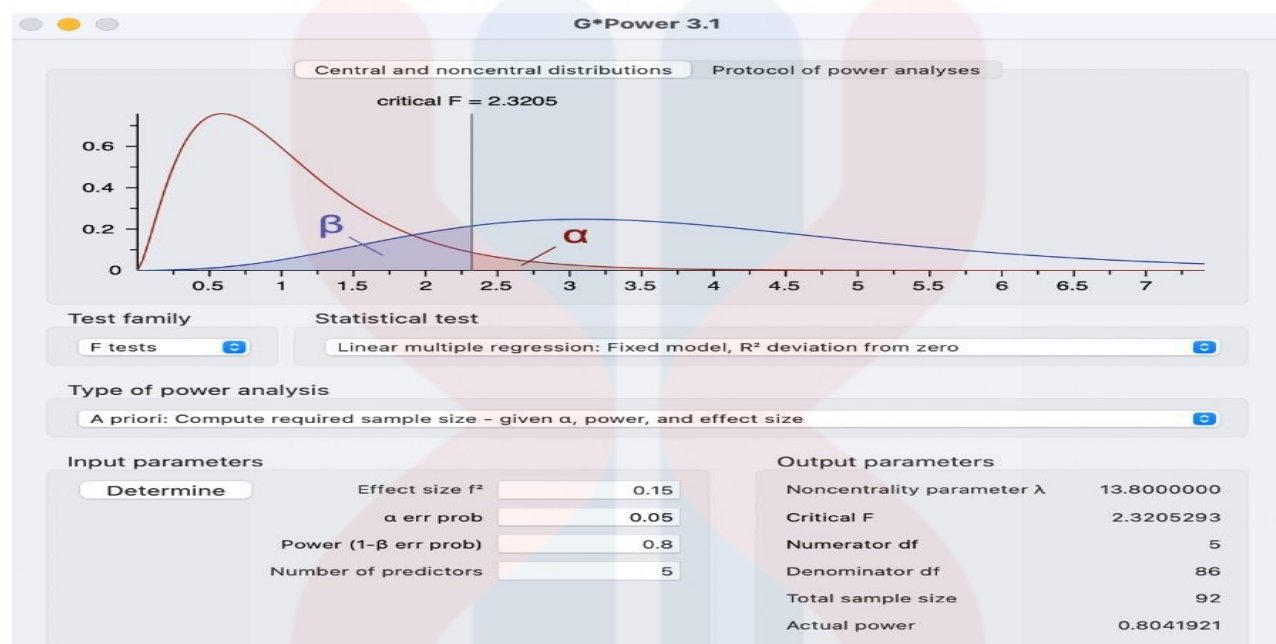 G*Power 3.1
Central and noncentral distributions Protocol of power analyses
critical F = 2.3205
0.6
0.4
0.2
0
β
α
0.5 1 1.5 2 2.5 3 3.5 4 4.5 5 5.5 6 6.5 7
Test family Statistical test
F tests Linear multiple regression: Fixed model, R² deviation from zero
Type of power analysis
A priori: Compute required sample size – given α, power, and effect size
Input parameters Output parameters
Determine Effect size f² 0.15 Noncentrality parameter λ 13.8000000
α err prob 0.05 Critical F 2.3205293
Power (1-β err prob) 0.8 Numerator df 5
Number of predictors 5 Denominator df 86
Total sample size 92
Actual power 0.8041921